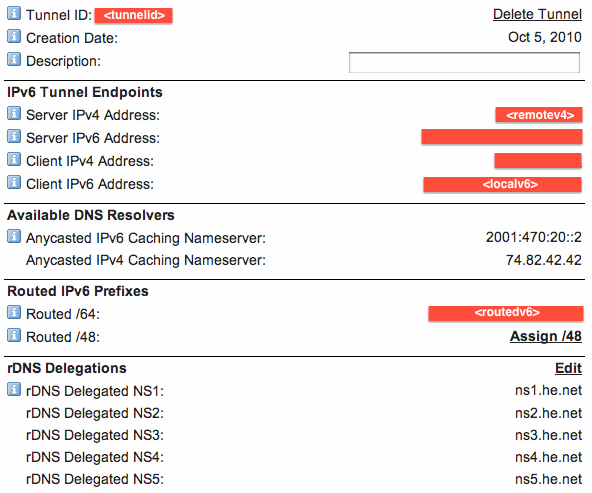 Tunnel ID: <tunnelid> Delete Tunnel
Creation Date: Oct 5, 2010
Description:
IPv6 Tunnel Endpoints
Server IPv4 Address: <remotev4>
Server IPv6 Address:
Client IPv4 Address:
Client IPv6 Address: <localv6>
Available DNS Resolvers
Anycasted IPv6 Caching Nameserver: 2001:470:20::2
Anycasted IPv4 Caching Nameserver: 74.82.42.42
Routed IPv6 Prefixes
Routed /64: <routedv6>
Routed /48: Assign /48
rDNS Delegations Edit
rDNS Delegated NS1: ns1.he.net
rDNS Delegated NS2: ns2.he.net
rDNS Delegated NS3: ns3.he.net
rDNS Delegated NS4: ns4.he.net
rDNS Delegated NS5: ns5.he.net